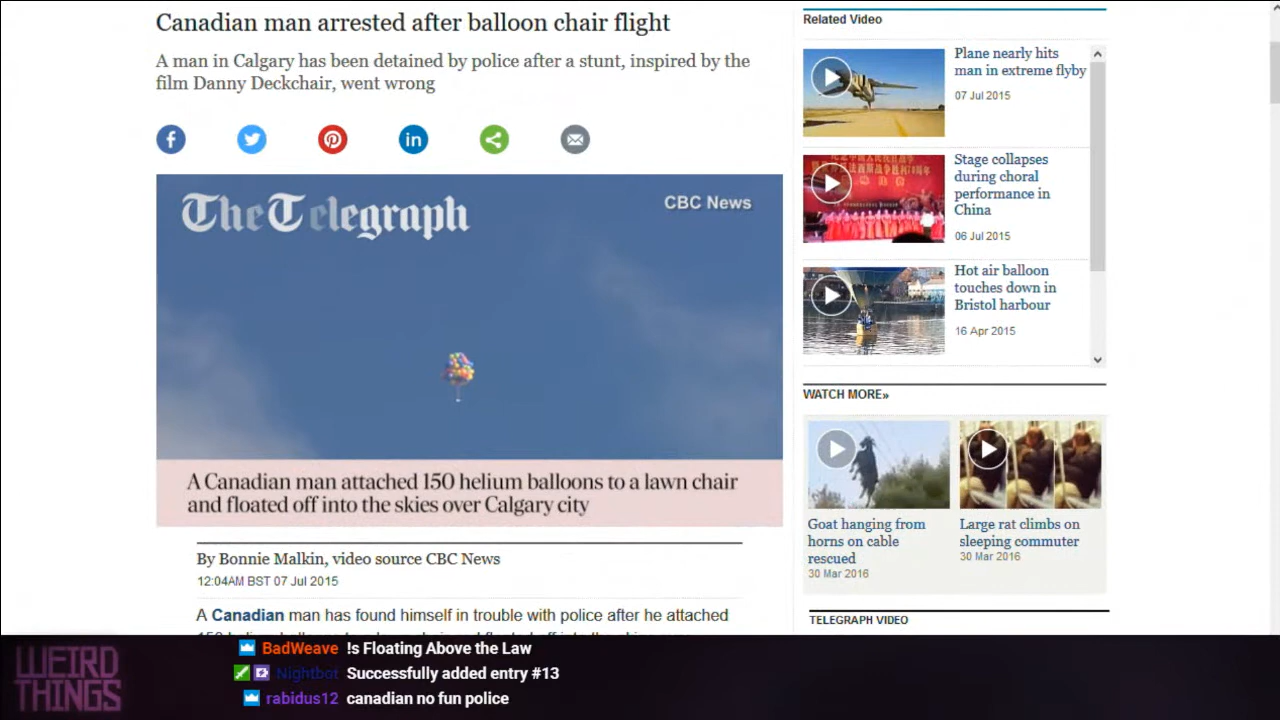 Canadian man arrested after balloon chair flight
A man in Calgary has been detained by police after a stunt, inspired by the
film Danny Deckchair, went wrong
The Telegraph
CBC News
A Canadian man attached 150 helium balloons to a lawn chair
and floated off into the skies over Calgary city
By Bonnie Malkin, video source CBC News
12:04AM BST 07 Jul 2015
A Canadian man has found himself in trouble with police after he attached
Related Video
Plane nearly hits
man in extreme flyby
07 Jul 2015
Stage collapses
during choral
performance in
China
06 Jul 2015
Hot air balloon
touches down in
Bristol harbour
16 Apr 2015
WATCH MORE»
Goat hanging from
horns on cable
rescued
30 Mar 2016
Large rat climbs on
sleeping commuter
30 Mar 2016
TELEGRAPH VIDEO
WEIRD
THINGS
BadWeave !s Floating Above the Law
Nightbot Successfully added entry #13
rabidus12 canadian no fun police